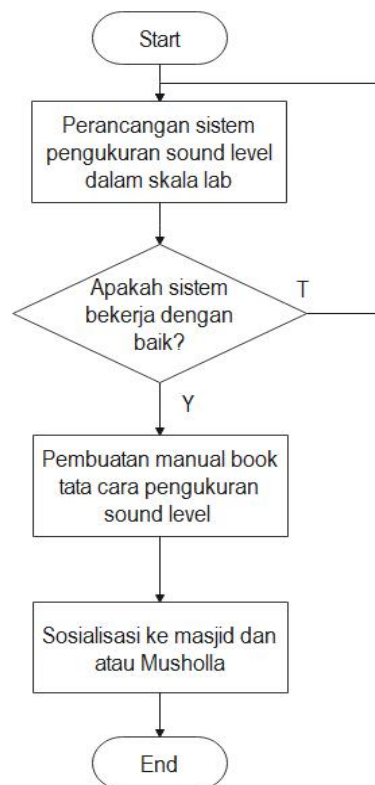 Start
Perancangan sistem
pengukuran sound level
dalam skala lab
Apakah sistem
bekerja dengan
baik?
T
Y
Pembuatan manual book
tata cara pengukuran
sound level
Sosialisasi ke masjid dan
atau Musholla
End